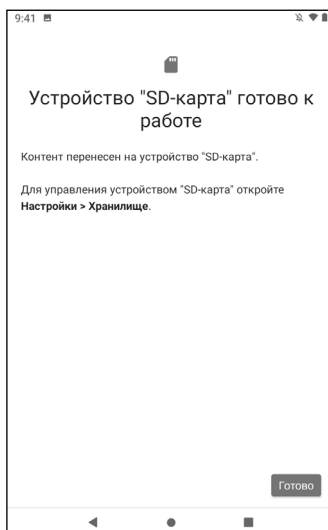 9:41
Устройство "SD-карта" готово к
работе
Контент перенесен на устройство "SD-карта".
Для управления устройством "SD-карта" откройте
Настройки > Хранилище.
Готово